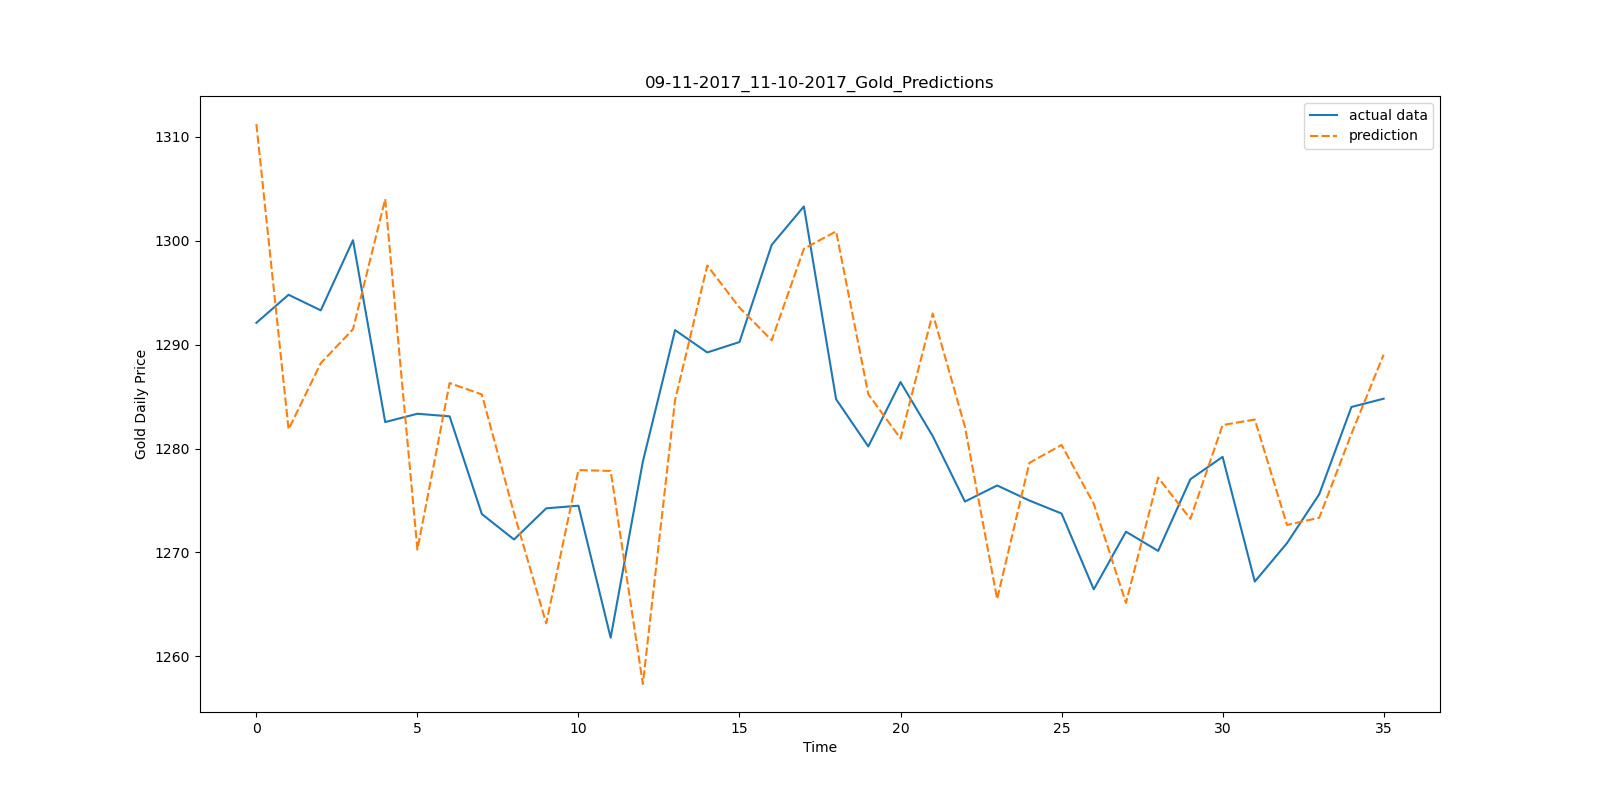 09-11-2017_11-10-2017_Gold_Predictions
actual data
prediction
Gold Daily Price
1310
1300
1290
1280
1270
1260
0 5 10 15 20 25 30 35
Time